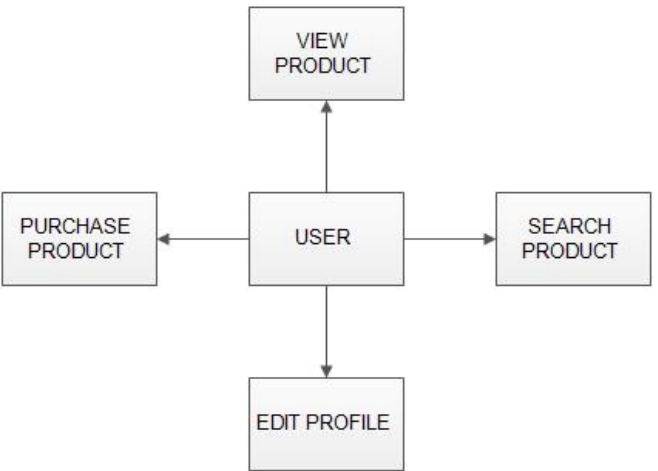 VIEW
PRODUCT
PURCHASE
PRODUCT
USER
SEARCH
PRODUCT
EDIT PROFILE